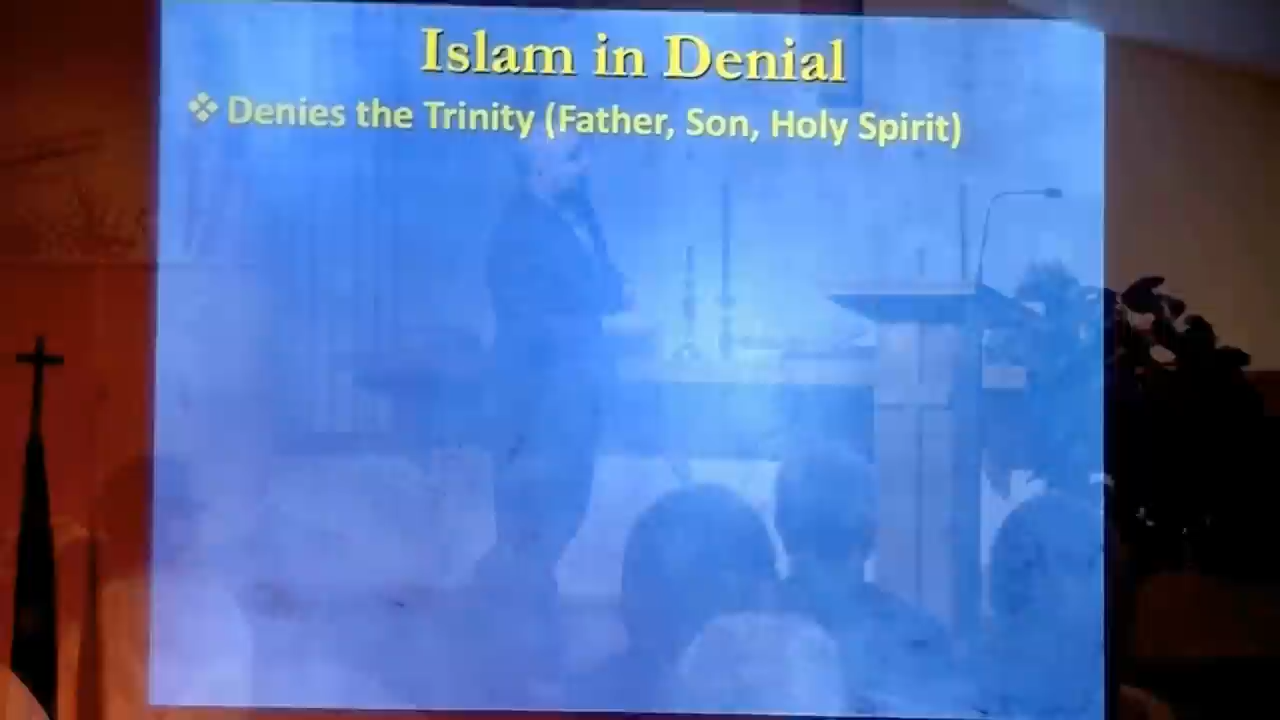 Islam in Denial
❖ Denies the Trinity (Father, Son, Holy Spirit)